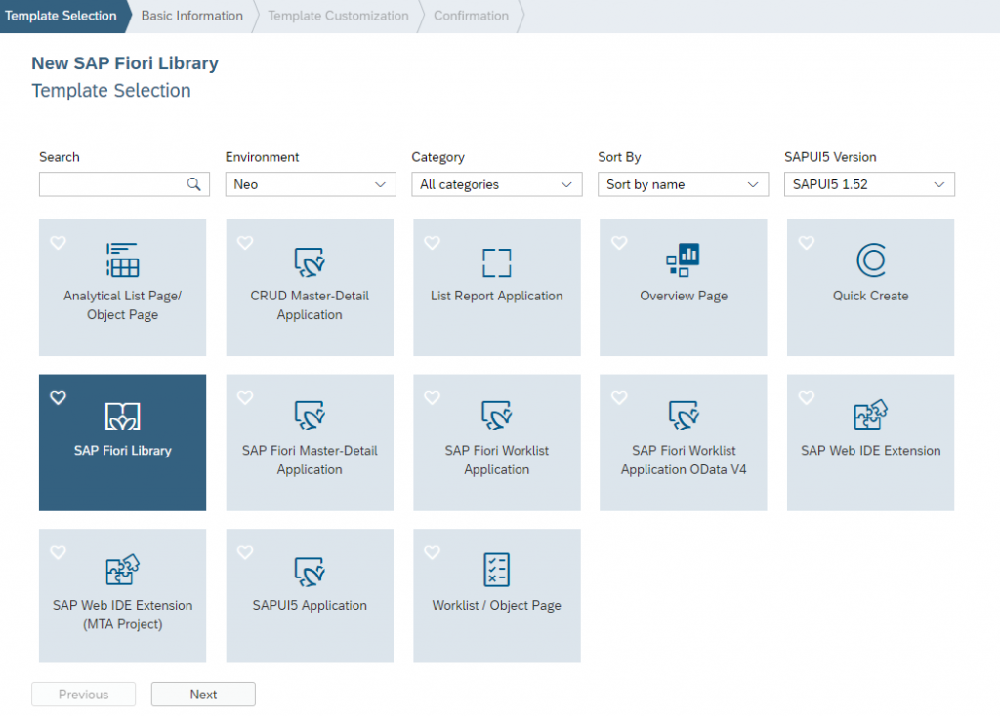 Template Selection
Basic Information
Template Customization
Confirmation
New SAP Fiori Library
Template Selection
Search
Environment
Category
Sort By
SAPUI5 Version
Neo
All categories
Sort by name
SAPUI5 1.52
Analytical List Page/
Object Page
CRUD Master-Detail
Application
List Report Application
Overview Page
Quick Create
SAP Fiori Library
SAP Fiori Master-Detail
Application
SAP Fiori Worklist
Application
SAP Fiori Worklist
Application OData V4
SAP Web IDE Extension
SAP Web IDE Extension
(MTA Project)
SAPUI5 Application
Worklist / Object Page
Previous
Next